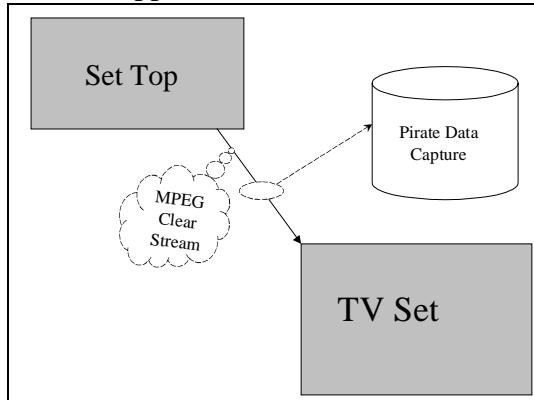 Set Top
Pirate Data
Capture
MPEG
Clear
Stream
TV Set